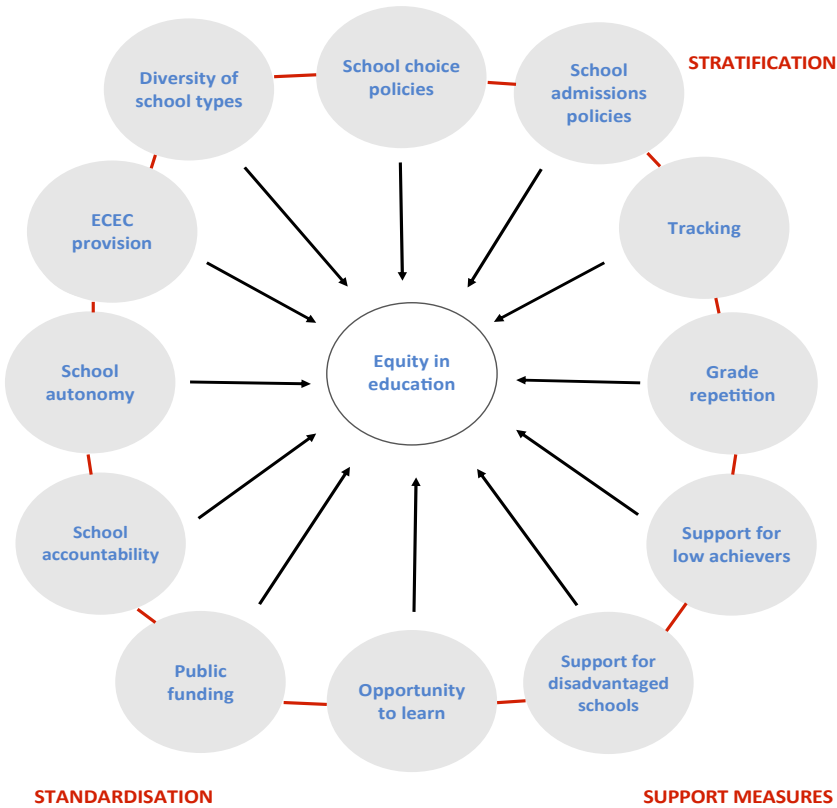 School choice
policies
STRATIFICATION
Diversity of
school types
School
admissions
policies
ECEC
provision
Tracking
Equity in
education
School
autonomy
Grade
repetition
School
accountability
Support for
low achievers
Public
funding
Opportunity
to learn
Support for
disadvantaged
schools
STANDARDISATION
SUPPORT MEASURES